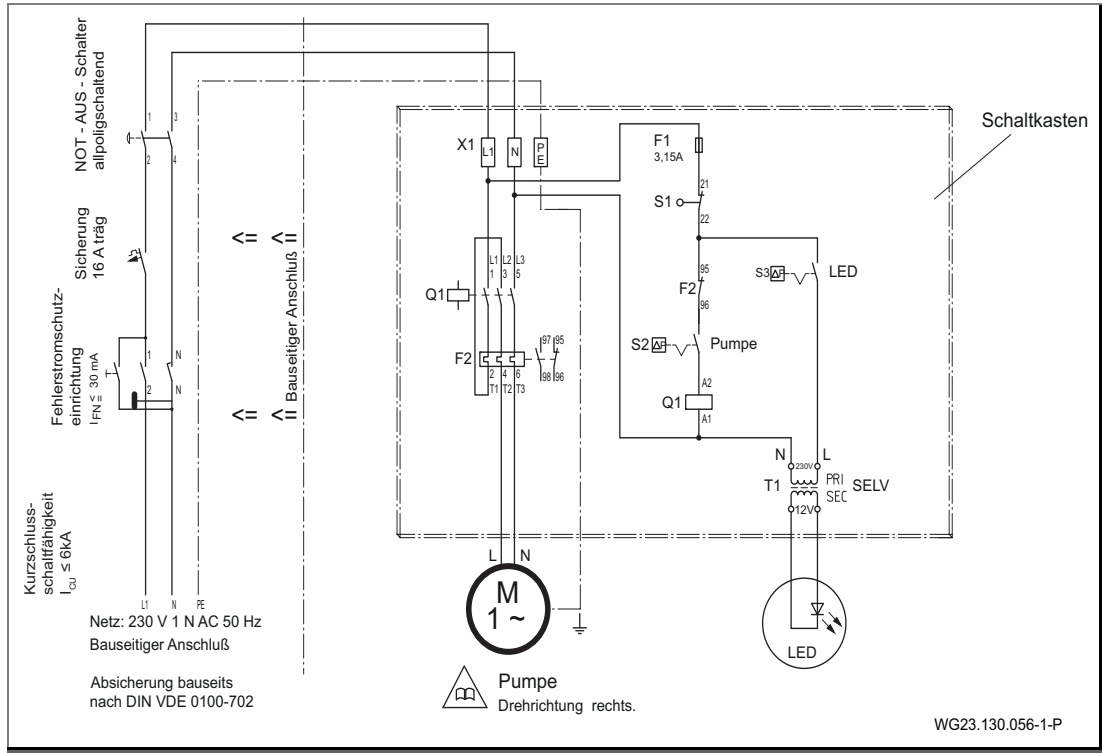 NOT - AUS - Schalter
allpoligschaltend
1
3
2
4
Sicherung
16 A träg
Fehlerstromschutz-
einrichtung
I FN ≤ 30 mA
1
N
2
N
Kurzschluss-
schaltfähigkeit
I CU ≤ 6kA
L1
N
PE
Netz: 230 V 1 N AC 50 Hz
Bauseitiger Anschluß
Absicherung bauseits
nach DIN VDE 0100-702
<= <=
Bauseitiger Anschluß
<= <=
Schaltkasten
X1
L1
N
PE
F1
3,15A
21
S1
22
L1 L2 L3
1 3 5
Q1
95
F2
96
S3
LED
F2
97 95
98 96
2 4 6
T1 T2 T3
S2
Pumpe
A2
Q1
A1
N
L
230V
T1
PRI
SEC
SELV
12V
L
N
M
1 ~
LED
Pumpe
Drehrichtung rechts.
WG23.130.056-1-P